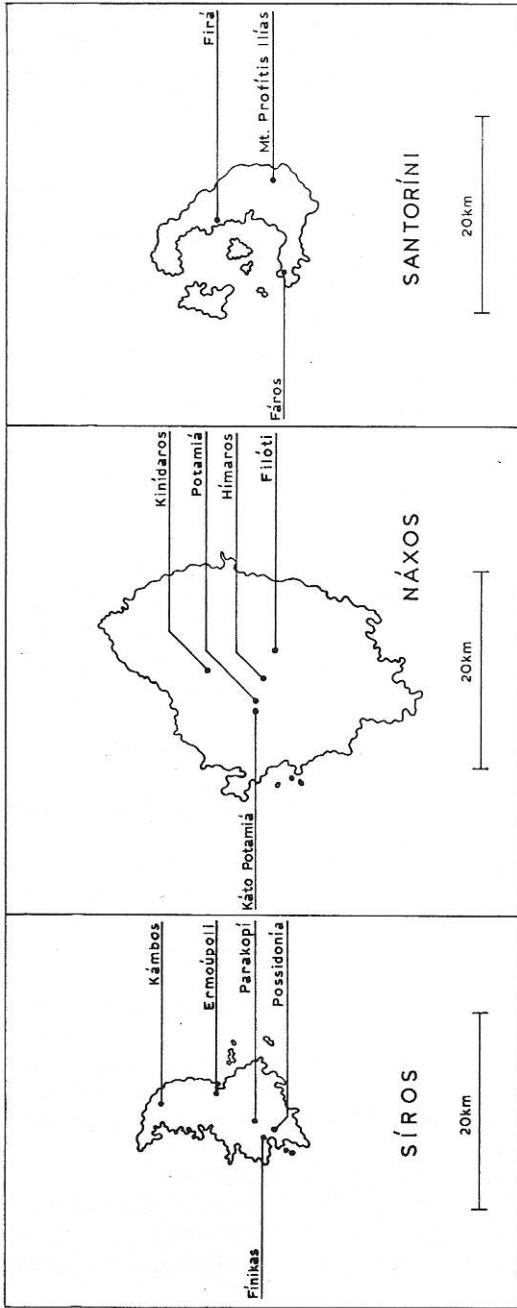 Kámbos
Ermoúpoli
Parakopí
Possidonía
Fínikas
SÍROS
20km
Kinídaros
Potamiá
Hímaros
Filóti
Káto Potamiá
NÁXOS
20km
Firá
Mt. Profítis Ilías
Fáros
SANTORÍNI
20km